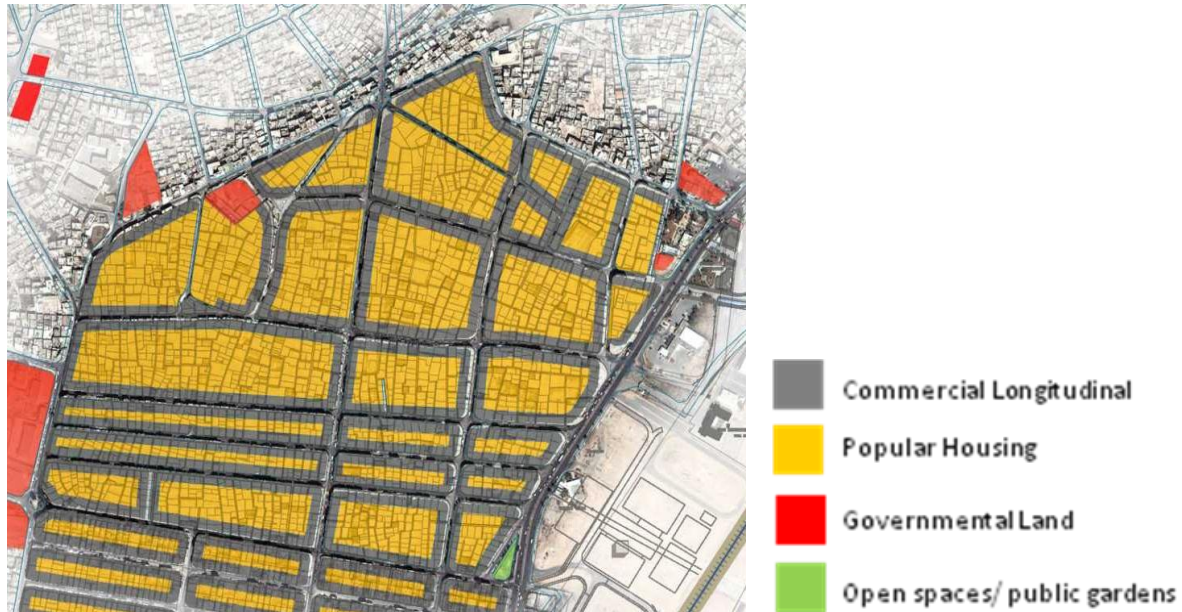 Commercial Longitudinal
Popular Housing
Governmental Land
Open spaces/ public gardens